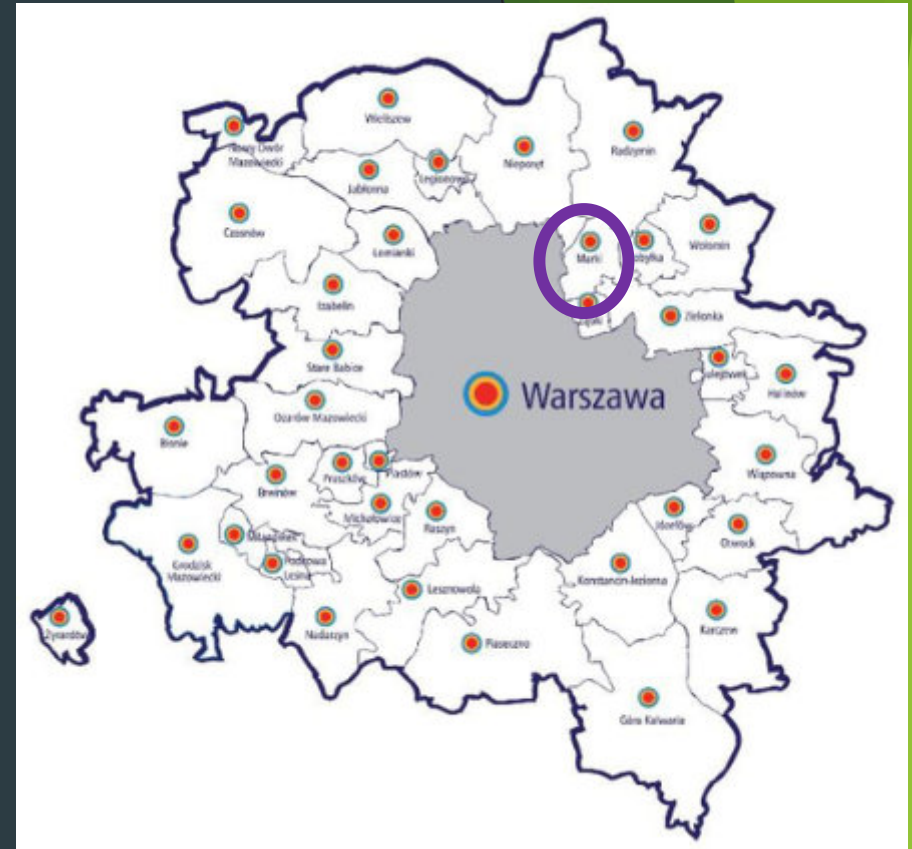 Wieliszew
Nowy Dwór
Mazowiecki
Jabłonna
Legionowo
Nieporęt
Radzymin
Czosnów
Łomianki
Marki
Kobyłka
Wołomin
Izabelin
Ząbki
Zielonka
Stare Babice
Sulejówek
Halinów
Warszawa
Ożarów Mazowiecki
Błonie
Wiązowna
Brwinów
Pruszków
Piastów
Michałowice
Raszyn
Józefów
Otwock
Milanówek
Grodzisk
Mazowiecki
Podkowa
Leśna
Lesznowola
Konstancin-Jeziorna
Żyrardów
Nadarzyn
Piaseczno
Karczew
Góra Kalwaria